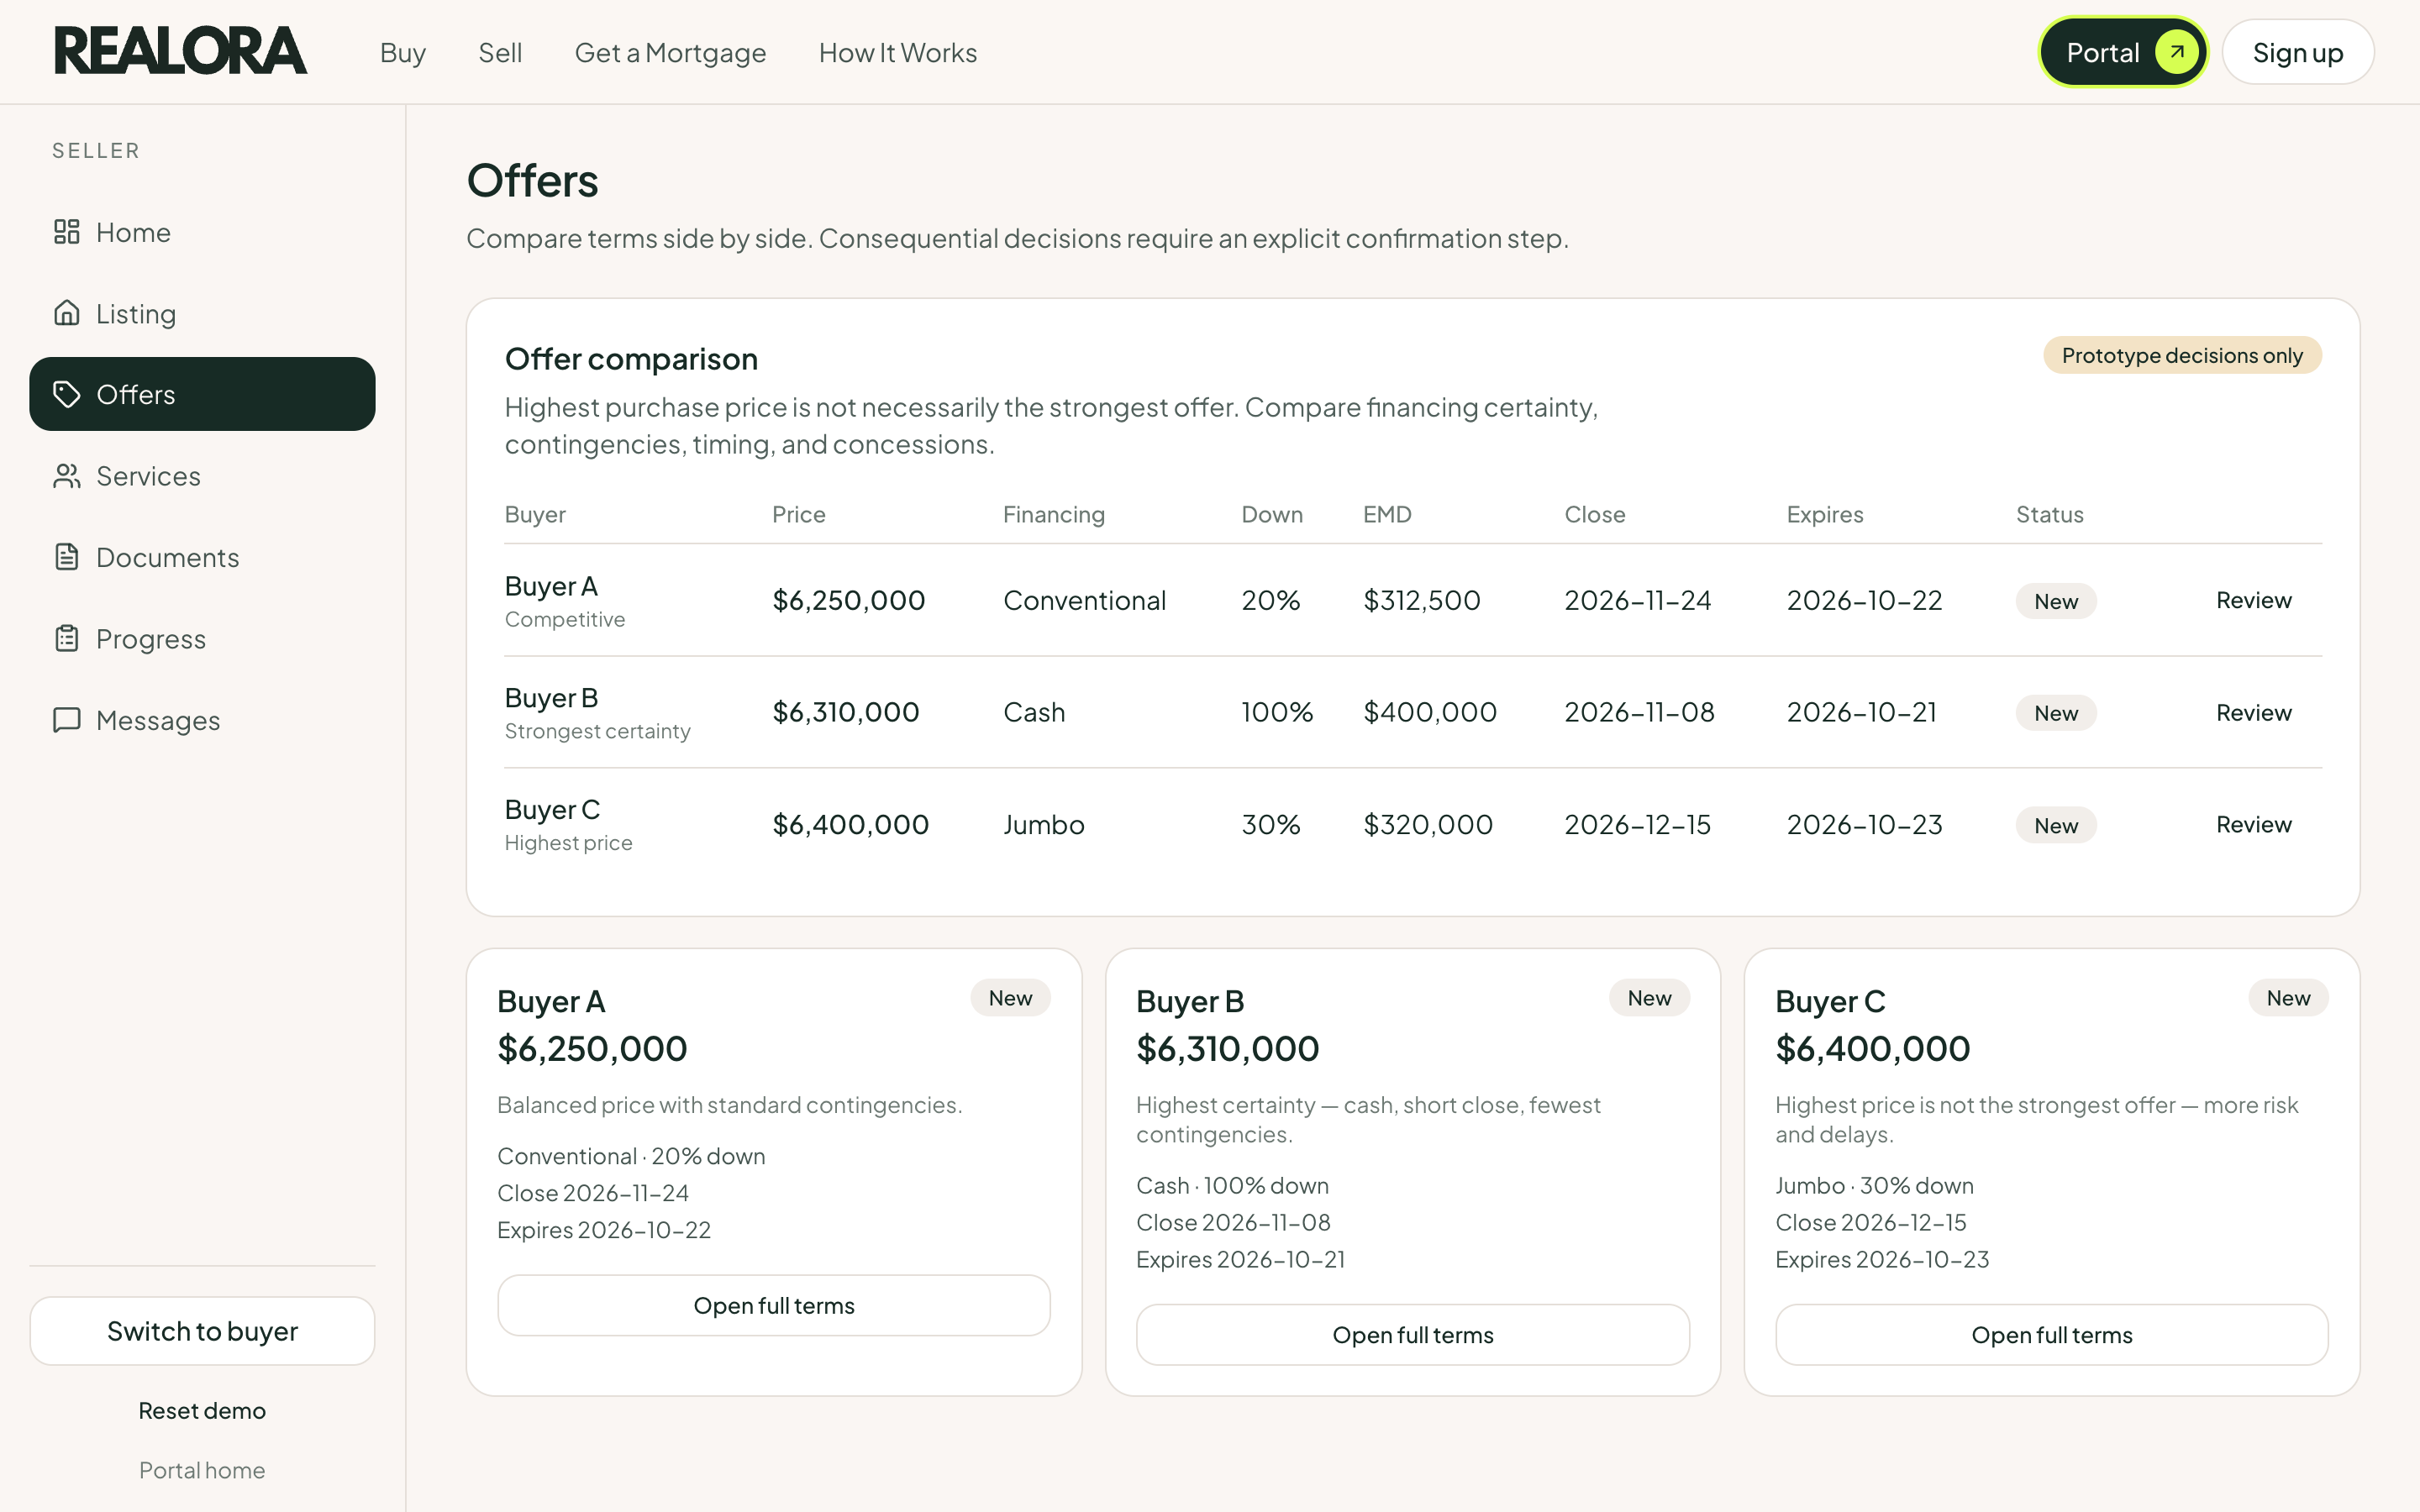 REALORA
Buy
Sell
Get a Mortgage
How It Works
Portal
Sign up
SELLER
Home
Listing
Offers
Services
Documents
Progress
Messages
Switch to buyer
Reset demo
Portal home
Offers
Compare terms side by side. Consequential decisions require an explicit confirmation step.
Offer comparison
Prototype decisions only
Highest purchase price is not necessarily the strongest offer. Compare financing certainty,
contingencies, timing, and concessions.
Buyer Price Financing Down EMD Close Expires Status
Buyer A $6,250,000 Conventional 20% $312,500 2026-11-24 2026-10-22 New Review
Competitive
Buyer B $6,310,000 Cash 100% $400,000 2026-11-08 2026-10-21 New Review
Strongest certainty
Buyer C $6,400,000 Jumbo 30% $320,000 2026-12-15 2026-10-23 New Review
Highest price
Buyer A
New
$6,250,000
Balanced price with standard contingencies.
Conventional · 20% down
Close 2026-11-24
Expires 2026-10-22
Open full terms
Buyer B
New
$6,310,000
Highest certainty — cash, short close, fewest
contingencies.
Cash · 100% down
Close 2026-11-08
Expires 2026-10-21
Open full terms
Buyer C
New
$6,400,000
Highest price is not the strongest offer — more risk
and delays.
Jumbo · 30% down
Close 2026-12-15
Expires 2026-10-23
Open full terms